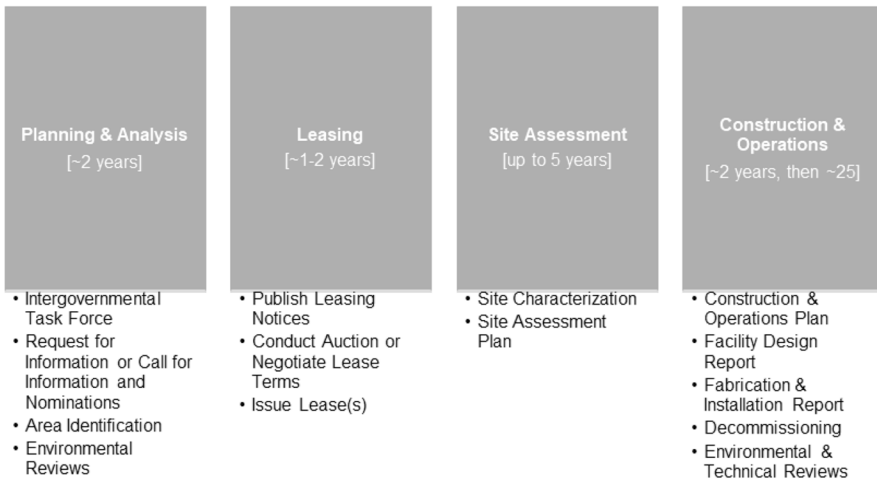 Planning & Analysis
[~2 years]
• Intergovernmental
Task Force
• Request for
Information or Call for
Information and
Nominations
• Area Identification
• Environmental
Reviews
Leasing
[~1-2 years]
• Publish Leasing
Notices
• Conduct Auction or
Negotiate Lease
Terms
• Issue Lease(s)
Site Assessment
[up to 5 years]
• Site Characterization
• Site Assessment
Plan
Construction &
Operations
[~2 years, then ~25]
• Construction &
Operations Plan
• Facility Design
Report
• Fabrication &
Installation Report
• Decommissioning
• Environmental &
Technical Reviews